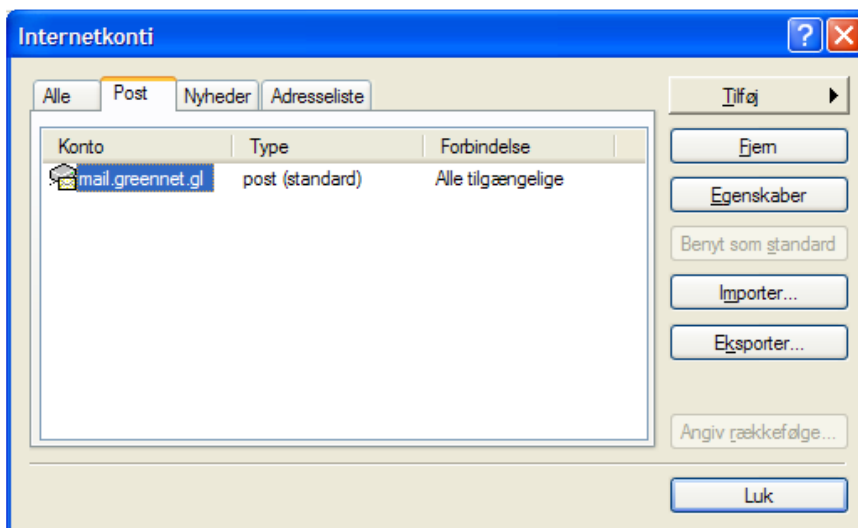 Internetkonti
Alle Post Nyheder Adresseliste
Tilføj
Konto Type Forbindelse
Fjern
mail.greennet.gl post (standard) Alle tilgængelige
Egenskaber
Benyt som standard
Importer...
Eksporter...
Angiv rækkefølge...
Luk